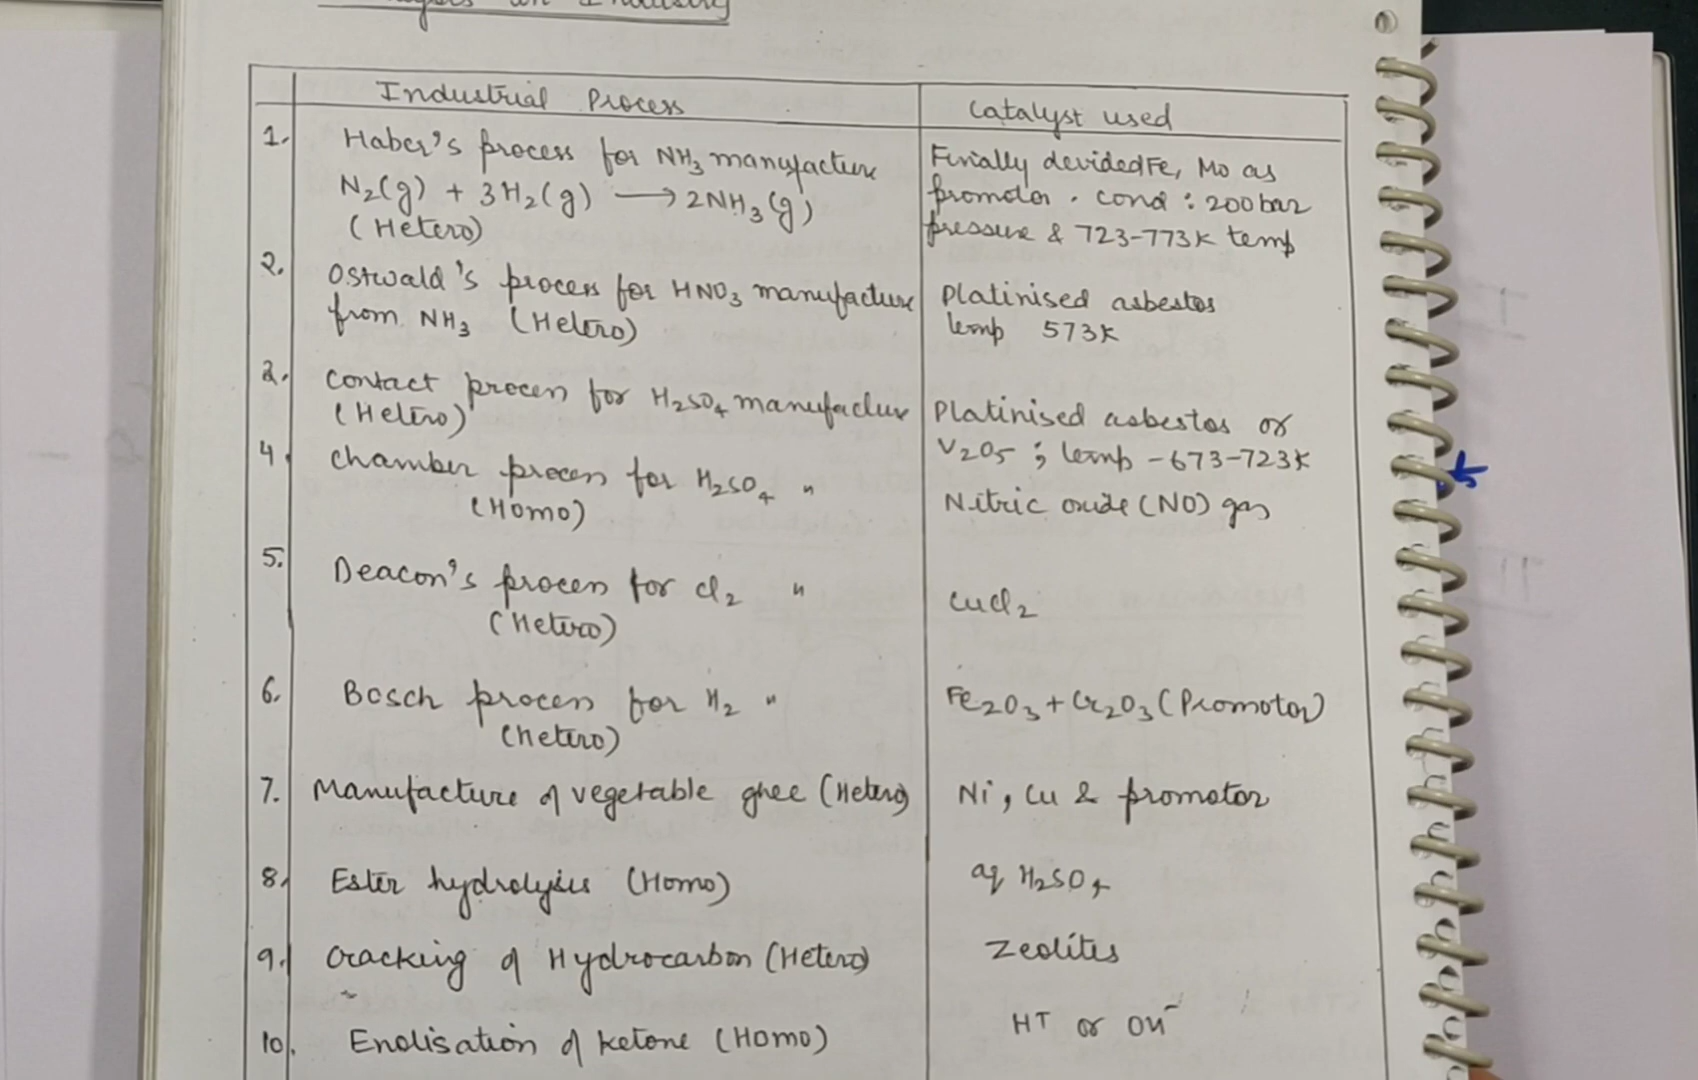 in Industry
Industrial Process
Catalyst used
1. Haber's process for NH₃ manufacture
N₂(g) + 3H₂(g) ⟶ 2NH₃(g)
(Hetero)
Finially devided Fe, Mo as
promotor. cond : 200 bar
pressure & 723-773K temp
2. Ostwald's process for HNO₃ manufacture
from NH₃ (Hetero)
Platinised asbestos
temp 573K
3. Contact process for H₂SO₄ manufacture
(Hetero)
Platinised asbestos or
V₂O₅ ; temp - 673-723K
4. Chamber process for H₂SO₄ "
(Homo)
Nitric oxide (NO) gas
5. Deacon's process for Cl₂ "
(Hetero)
CuCl₂
6. Bosch process for H₂ "
(Hetero)
Fe₂O₃ + Cr₂O₃ (Promotor)
7. Manufacture of vegetable ghee (Hetero)
Ni, Cu & promotor
8. Ester hydrolysis (Homo)
aq H₂SO₄
9. Cracking of Hydrocarbon (Hetero)
Zeolites
10. Enolisation of ketone (Homo)
H⁺ or OH⁻